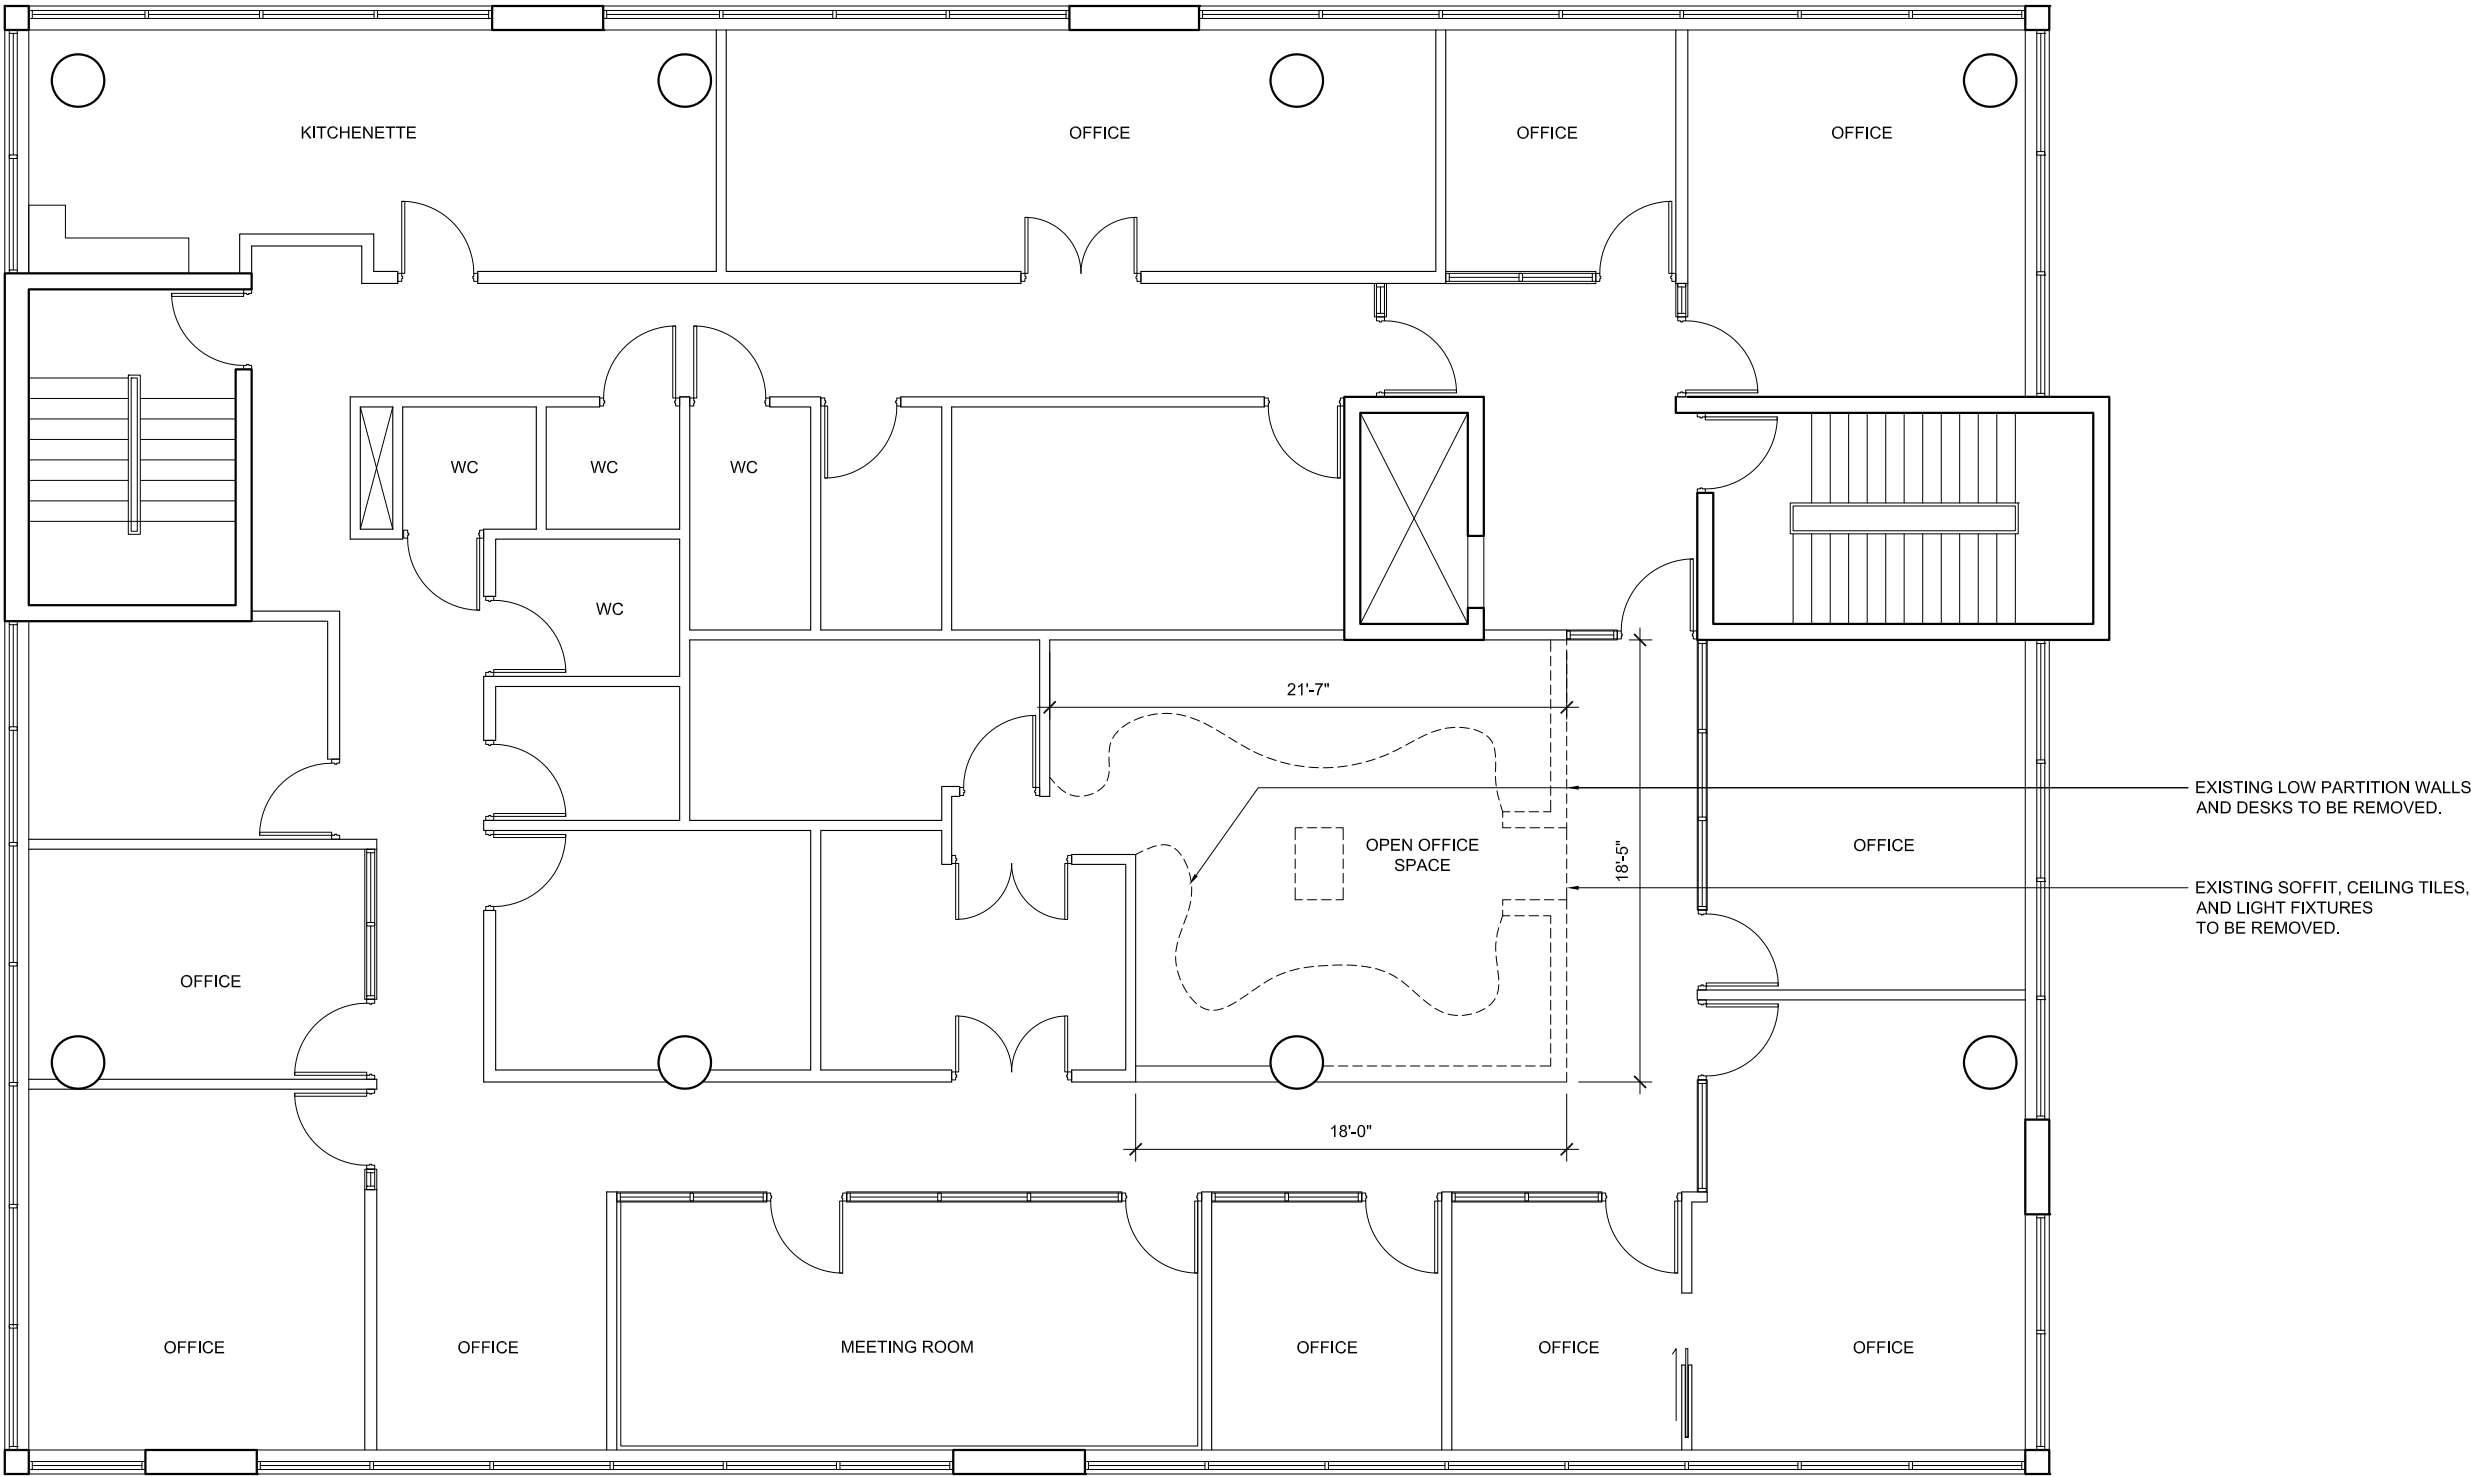 KITCHENETTE
OFFICE
OFFICE
OFFICE
WC
WC
WC
WC
21'-7"
EXISTING LOW PARTITION WALLS
AND DESKS TO BE REMOVED.
OPEN OFFICE
SPACE
18'-5"
OFFICE
EXISTING SOFFIT, CEILING TILES,
AND LIGHT FIXTURES
TO BE REMOVED.
OFFICE
18'-0"
OFFICE
OFFICE
MEETING ROOM
OFFICE
OFFICE
OFFICE